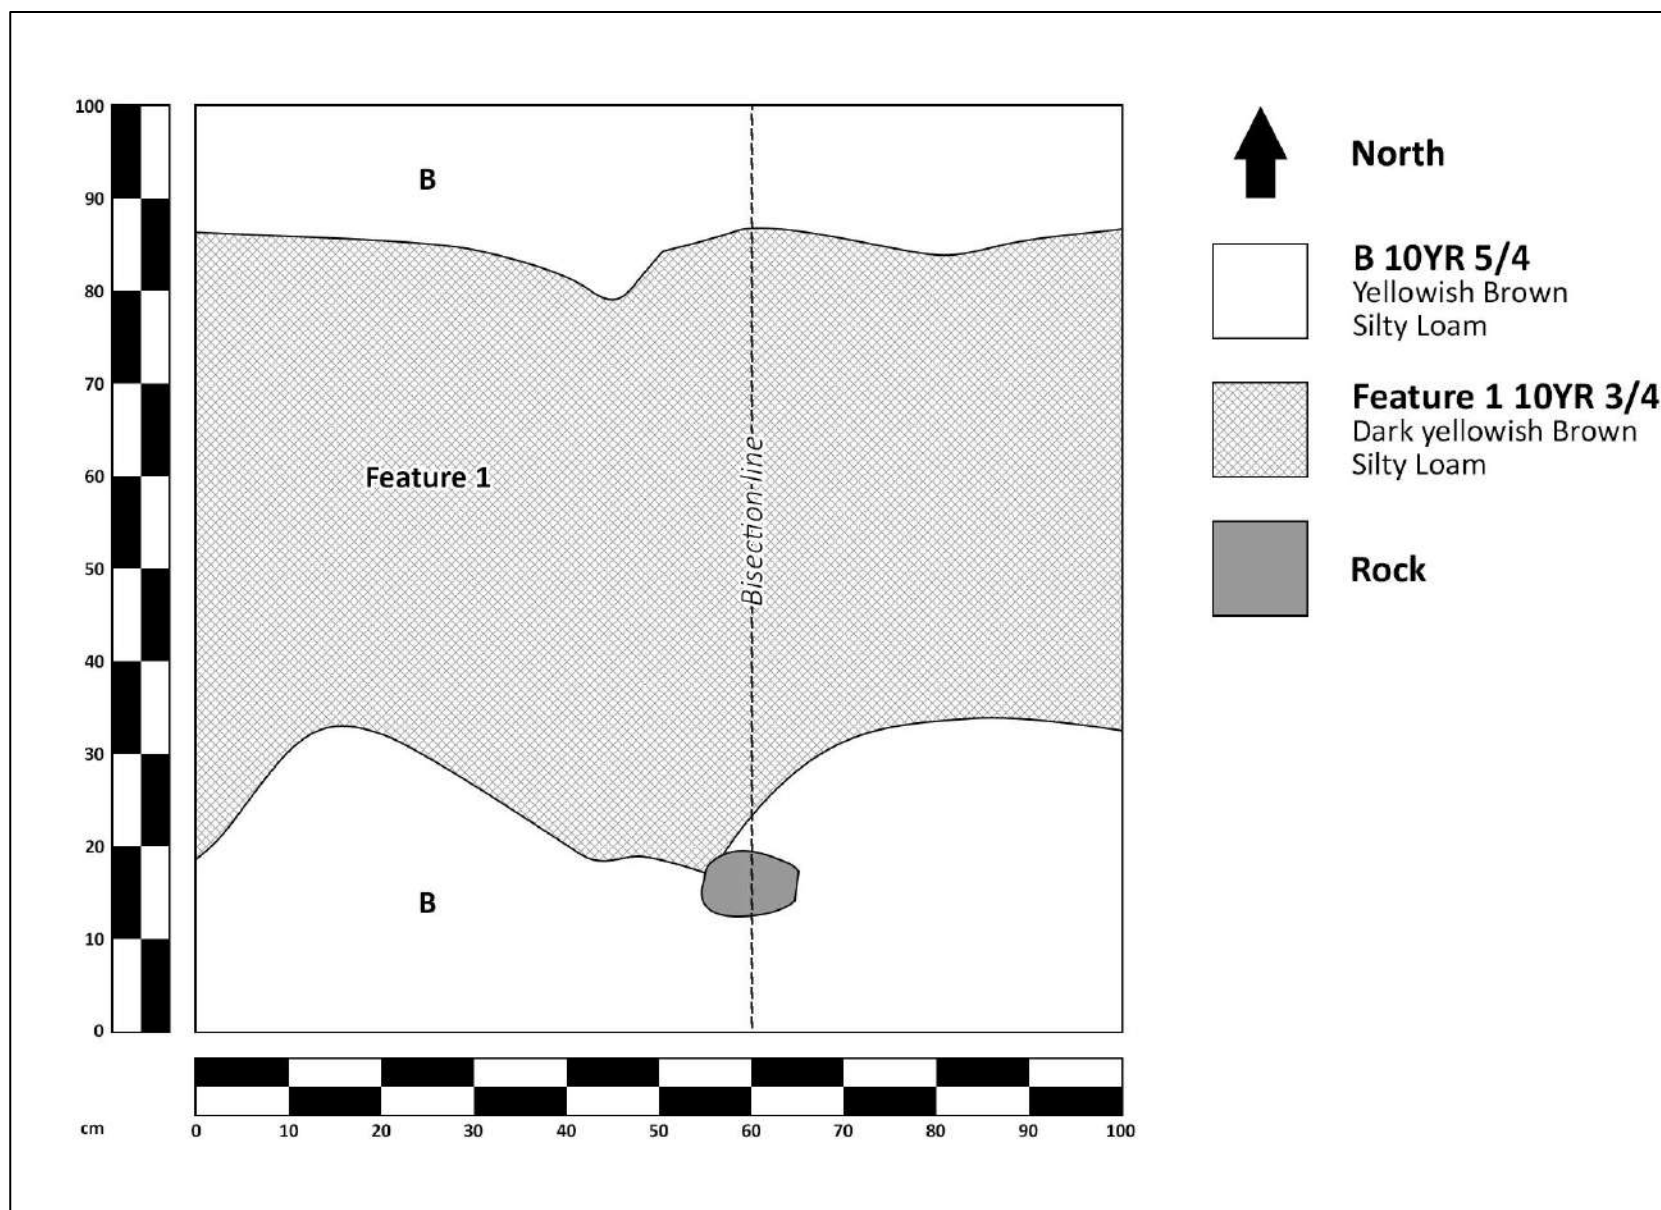 100
90
80
70
60
50
40
30
20
10
0
B
Feature 1
Bisection line
B
cm
0 10 20 30 40 50 60 70 80 90 100
North
B 10YR 5/4
Yellowish Brown
Silty Loam
Feature 1 10YR 3/4
Dark yellowish Brown
Silty Loam
Rock